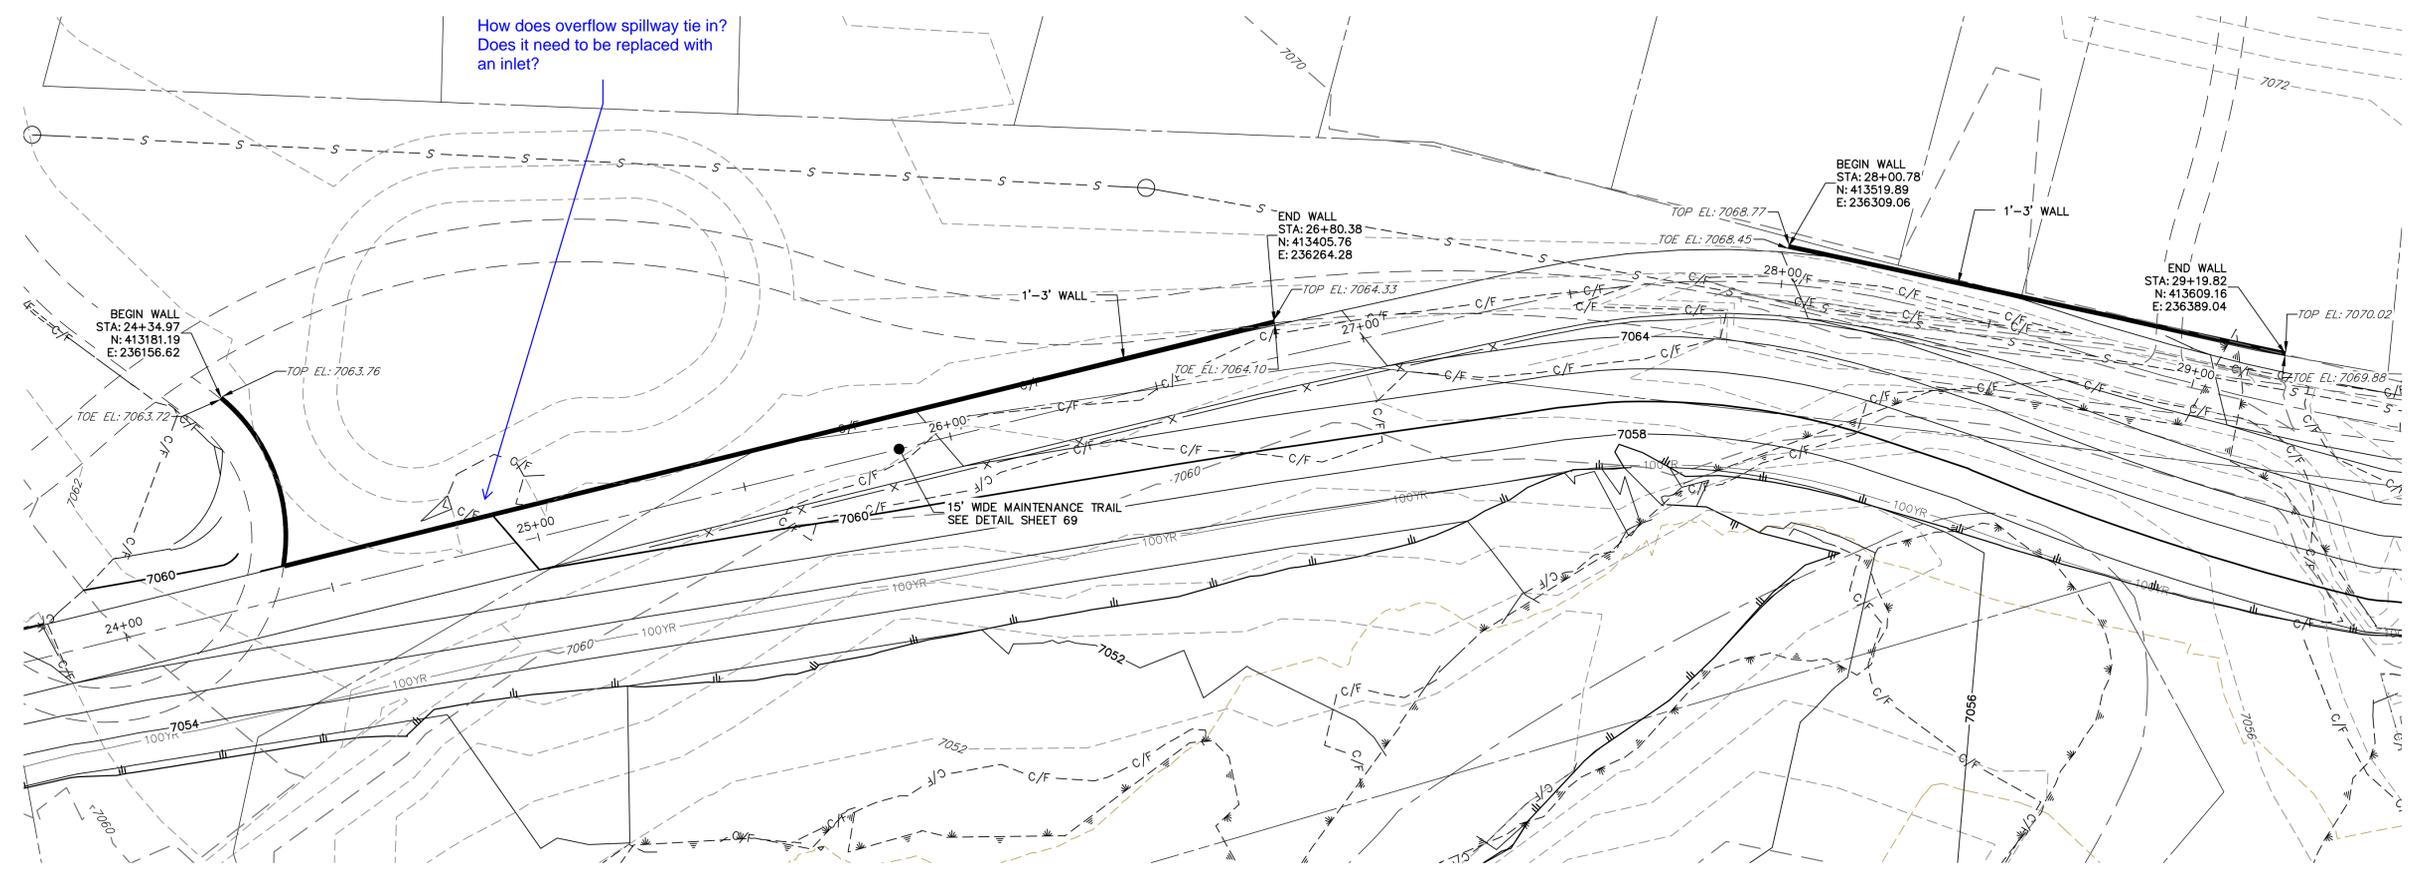 How does overflow spillway tie in?
Does it need to be replaced with
an inlet?
7070
7072
S S S S S S S S S S S
BEGIN WALL
STA: 28+00.78
N: 413519.89
E: 236309.06
TOP EL: 7068.77
1'-3' WALL
TOE EL: 7068.45
END WALL
STA: 26+80.38
N: 413405.76
E: 236264.28
S
S
S
28+00
END WALL
STA: 29+19.82
N: 413609.16
E: 236389.04
TOP EL: 7064.33
1'-3' WALL
TOP EL: 7070.02
BEGIN WALL
STA: 24+34.97
N: 413181.19
E: 236156.62
27+00
7064
TOE EL: 7064.10
TOP EL: 7063.76
29+00
TOE EL: 7069.88
TOE EL: 7063.72
26+00
7058
100YR
7060
7062
100YR
100YR
15' WIDE MAINTENANCE TRAIL
SEE DETAIL SHEET 69
7060
25+00
100YR
7060
100YR
100YR
24+00
100YR
7060
7052
100YR
7054
100YR
7052
7056
7056
7060
C/F
C/F
C/F
C/F
C/F
C/F
C/F
C/F
C/F
C/F
C/F
C/F